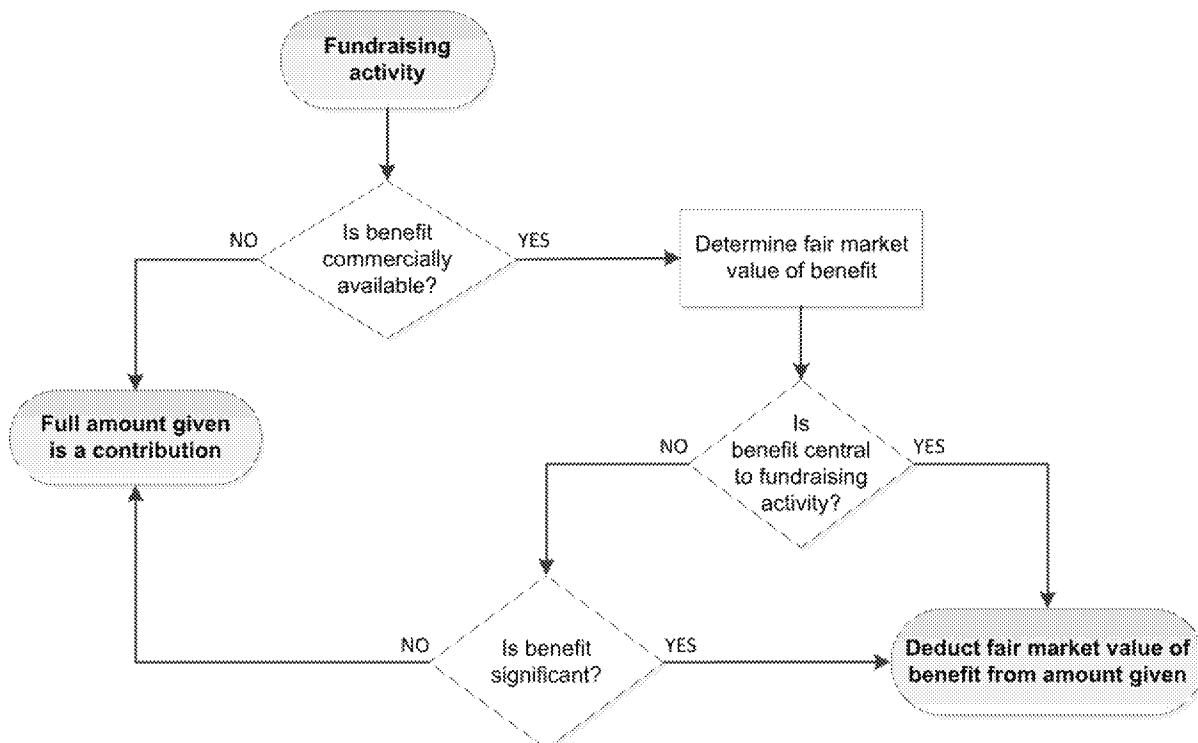 Fundraising
activity
NO
Is benefit
commercially
available?
YES
Determine fair market
value of benefit
Full amount given
is a contribution
NO
Is
benefit central
to fundraising
activity?
YES
NO
Is benefit
significant?
YES
Deduct fair market value of
benefit from amount given